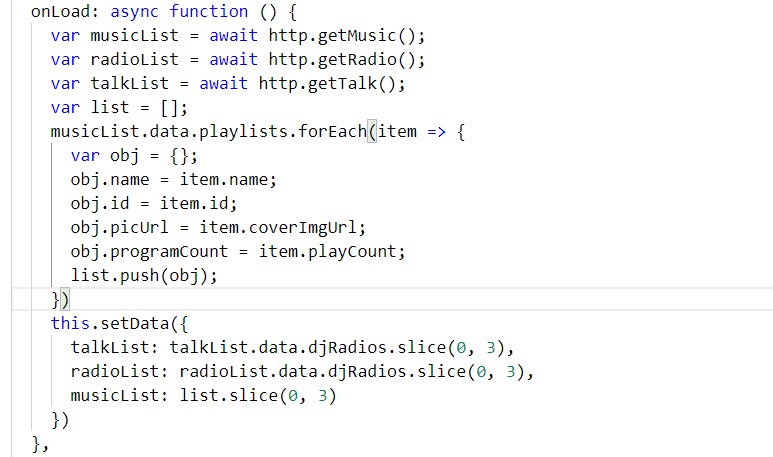 onLoad: async function () {
var musicList = await http.getMusic();
var radioList = await http.getRadio();
var talkList = await http.getTalk();
var list = [];
musicList.data.playlists.forEach(item => {
var obj = {};
obj.name = item.name;
obj.id = item.id;
obj.picUrl = item.coverImgUrl;
obj.programCount = item.playCount;
list.push(obj);
})
this.setData({
talkList: talkList.data.djRadios.slice(0, 3),
radioList: radioList.data.djRadios.slice(0, 3),
musicList: list.slice(0, 3)
})
},